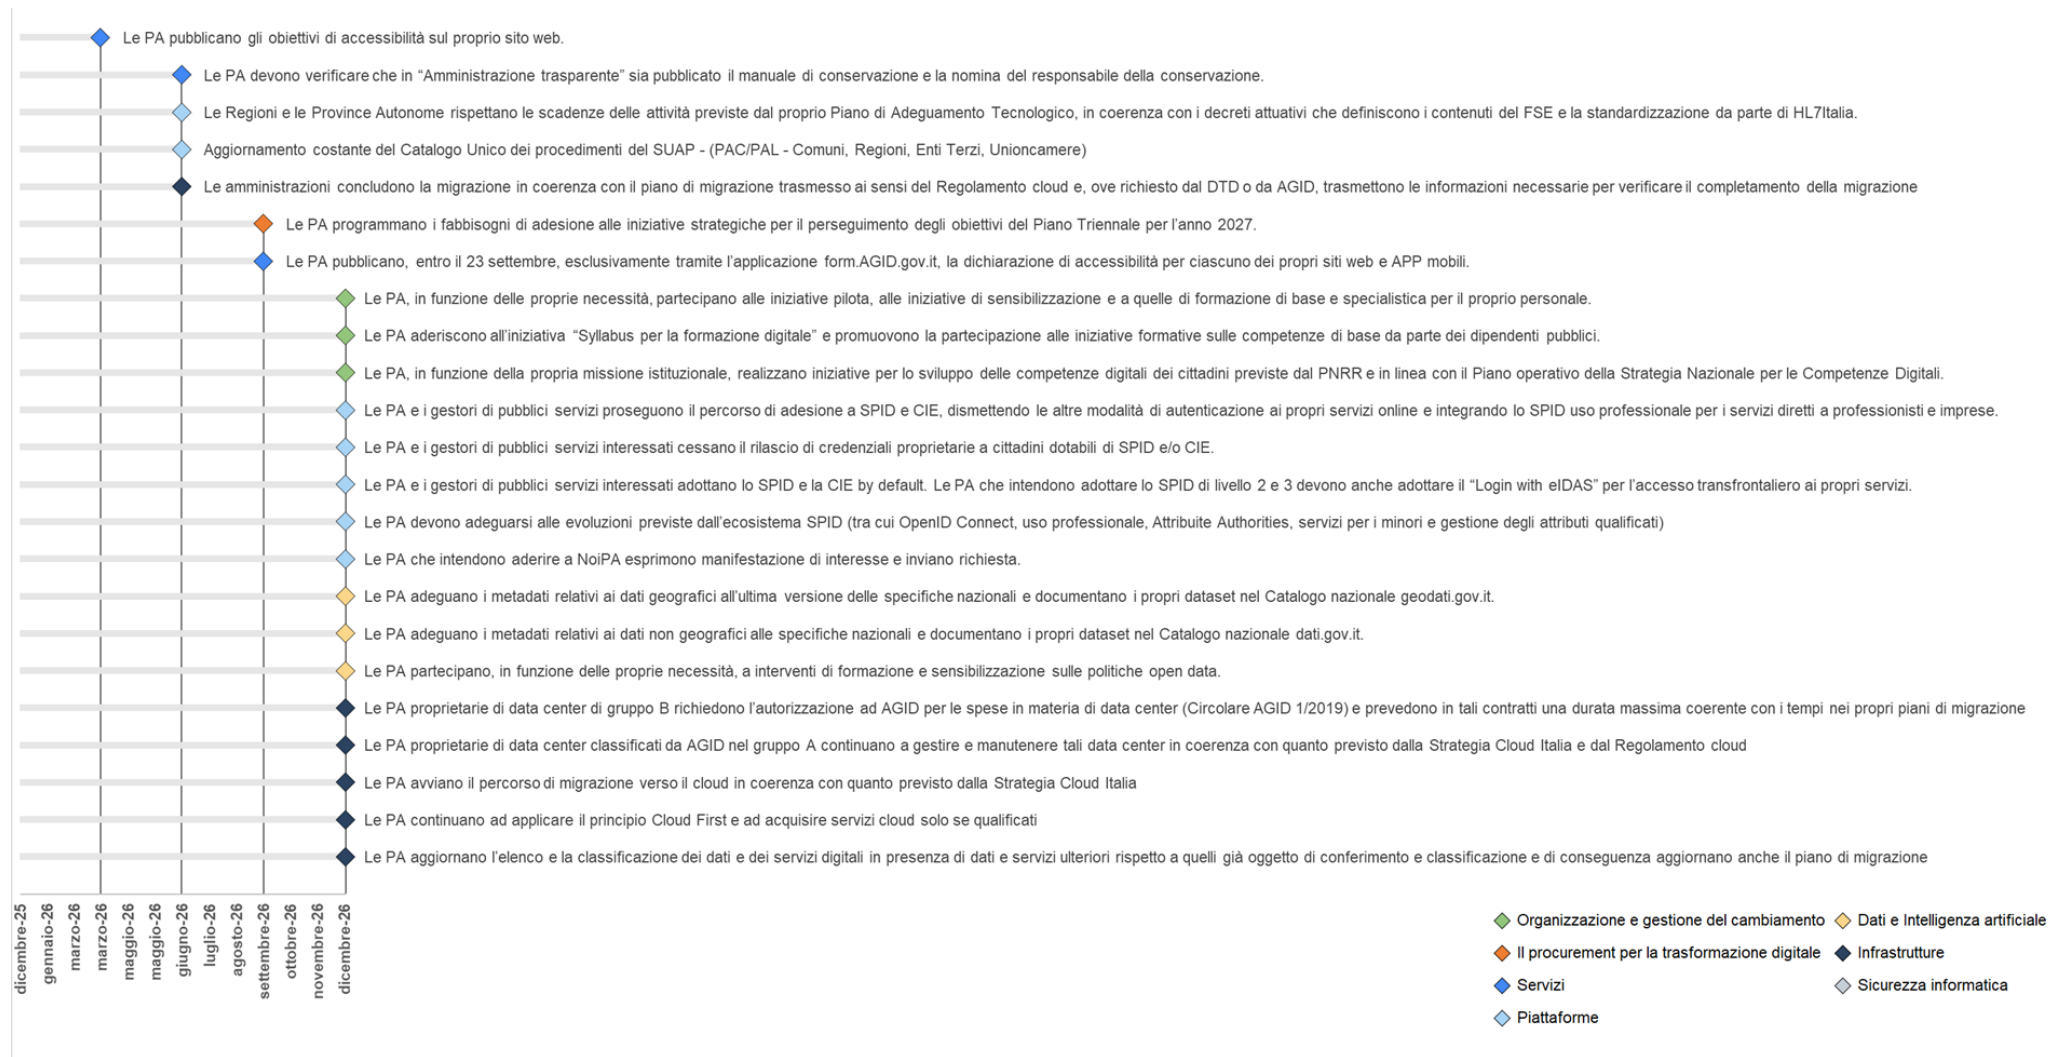 Le PA pubblicano gli obiettivi di accessibilità sul proprio sito web.
Le PA devono verificare che in “Amministrazione trasparente” sia pubblicato il manuale di conservazione e la nomina del responsabile della conservazione.
Le Regioni e le Province Autonome rispettano le scadenze delle attività previste dal proprio Piano di Adeguamento Tecnologico, in coerenza con i decreti attuativi che definiscono i contenuti del FSE e la standardizzazione da parte di HL7Italia.
Aggiornamento costante del Catalogo Unico dei procedimenti del SUAP - (PAC/PAL - Comuni, Regioni, Enti Terzi, Unioncamere)
Le amministrazioni concludono la migrazione in coerenza con il piano di migrazione trasmesso ai sensi del Regolamento cloud e, ove richiesto dal DTD o da AGID, trasmettono le informazioni necessarie per verificare il completamento della migrazione
Le PA programmano i fabbisogni di adesione alle iniziative strategiche per il perseguimento degli obiettivi del Piano Triennale per l’anno 2027.
Le PA pubblicano, entro il 23 settembre, esclusivamente tramite l’applicazione form.AGID.gov.it, la dichiarazione di accessibilità per ciascuno dei propri siti web e APP mobili.
Le PA, in funzione delle proprie necessità, partecipano alle iniziative pilota, alle iniziative di sensibilizzazione e a quelle di formazione di base e specialistica per il proprio personale.
Le PA aderiscono all’iniziativa “Syllabus per la formazione digitale” e promuovono la partecipazione alle iniziative formative sulle competenze di base da parte dei dipendenti pubblici.
Le PA, in funzione della propria missione istituzionale, realizzano iniziative per lo sviluppo delle competenze digitali dei cittadini previste dal PNRR e in linea con il Piano operativo della Strategia Nazionale per le Competenze Digitali.
Le PA e i gestori di pubblici servizi proseguono il percorso di adesione a SPID e CIE, dismettendo le altre modalità di autenticazione ai propri servizi online e integrando lo SPID uso professionale per i servizi diretti a professionisti e imprese.
Le PA e i gestori di pubblici servizi interessati cessano il rilascio di credenziali proprietarie a cittadini dotabili di SPID e/o CIE.
Le PA e i gestori di pubblici servizi interessati adottano lo SPID e la CIE by default. Le PA che intendono adottare lo SPID di livello 2 e 3 devono anche adottare il “Login with eIDAS” per l’accesso transfrontaliero ai propri servizi.
Le PA devono adeguarsi alle evoluzioni previste dall’ecosistema SPID (tra cui OpenID Connect, uso professionale, Attribuite Authorities, servizi per i minori e gestione degli attributi qualificati)
Le PA che intendono aderire a NoiPA esprimono manifestazione di interesse e inviano richiesta.
Le PA adeguano i metadati relativi ai dati geografici all’ultima versione delle specifiche nazionali e documentano i propri dataset nel Catalogo nazionale geodati.gov.it.
Le PA adeguano i metadati relativi ai dati non geografici alle specifiche nazionali e documentano i propri dataset nel Catalogo nazionale dati.gov.it.
Le PA partecipano, in funzione delle proprie necessità, a interventi di formazione e sensibilizzazione sulle politiche open data.
Le PA proprietarie di data center di gruppo B richiedono l’autorizzazione ad AGID per le spese in materia di data center (Circolare AGID 1/2019) e prevedono in tali contratti una durata massima coerente con i tempi nei propri piani di migrazione
Le PA proprietarie di data center classificati da AGID nel gruppo A continuano a gestire e manutenere tali data center in coerenza con quanto previsto dalla Strategia Cloud Italia e dal Regolamento cloud
Le PA avviano il percorso di migrazione verso il cloud in coerenza con quanto previsto dalla Strategia Cloud Italia
Le PA continuano ad applicare il principio Cloud First e ad acquisire servizi cloud solo se qualificati
Le PA aggiornano l’elenco e la classificazione dei dati e dei servizi digitali in presenza di dati e servizi ulteriori rispetto a quelli già oggetto di conferimento e classificazione e di conseguenza aggiornano anche il piano di migrazione
dicembre-25
gennaio-26
marzo-26
marzo-26
maggio-26
maggio-26
giugno-26
luglio-26
agosto-26
settembre-26
ottobre-26
novembre-26
dicembre-26
Organizzazione e gestione del cambiamento
Il procurement per la trasformazione digitale
Servizi
Piattaforme
Dati e Intelligenza artificiale
Infrastrutture
Sicurezza informatica